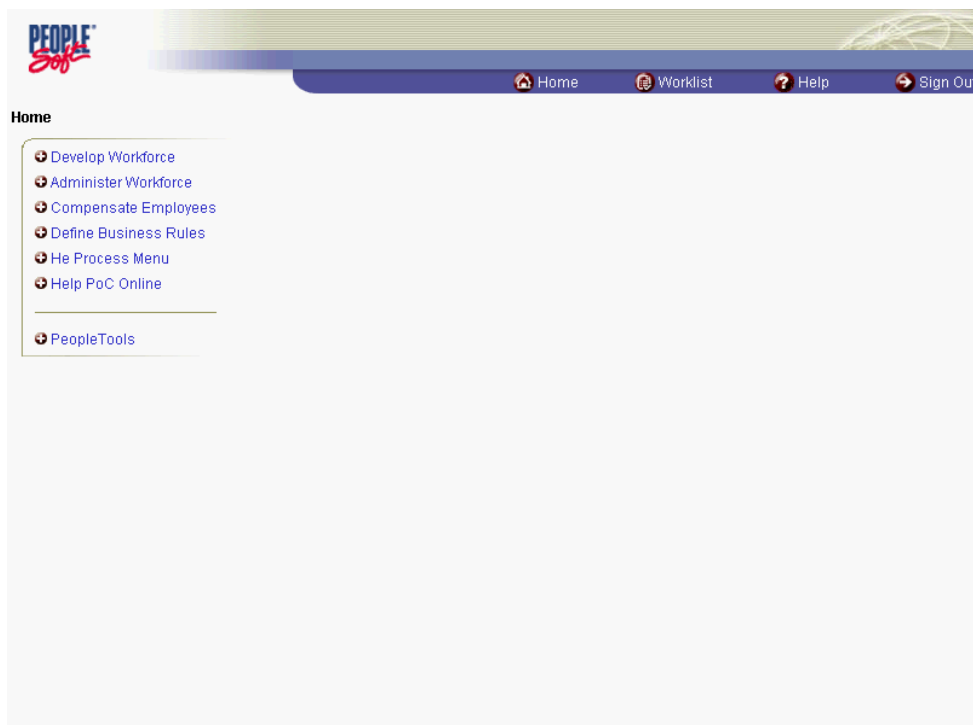 PEOPLE®
Soft
Home Worklist Help Sign Ou
Home
Develop Workforce
Administer Workforce
Compensate Employees
Define Business Rules
He Process Menu
Help PoC Online
PeopleTools